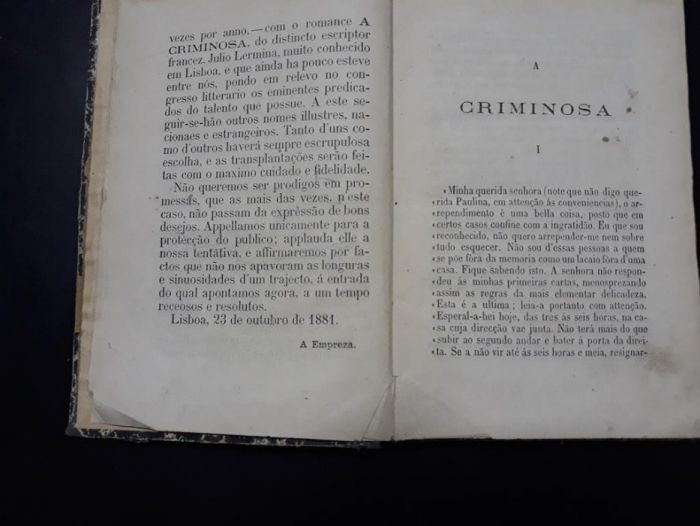 vezes por anno,—com o romance A
CRIMINOSA, do distincto escriptor
francez, Julio Lermina, muito conhecido
em Lisboa, e que ainda ha pouco esteve
entre nós, pondo em relevo no con-
gresso litterario os eminentes predica-
dos do talento que possue. A este se-
guir-se-hão outros nomes illustres, na-
cionaes e estrangeiros. Tanto d'uns co-
mo d'outros haverá sempre escrupulosa
escolha, e as transplantações serão fei-
tas com o maximo cuidado e fidelidade.
Não queremos ser prodigos em pro-
messas, que as mais das vezes, n'este
caso, não passam da expressão de bons
desejos. Appellamos unicamente para a
protecção do publico; applauda elle a
nossa tentativa, e affirmaremos por fa-
ctos que não nos apavoram as longuras
e sinuosidades d'um trajecto, á entrada
do qual apontamos agora, a um tempo
receosos e resolutos.
Lisboa, 23 de outubro de 1881.
A Empreza.
A
CRIMINOSA
I
«Minha querida senhora (note que não digo que-
«rida Paulina, em attenção ás conveniencias), o ar-
«rependimento é uma bella coisa, posto que em
«certos casos confine com a ingratidão. Eu que sou
«reconhecido, não quero arrepender-me nem sobre
«tudo esquecer. Não sou d'essas pessoas a quem
«se põe fóra da memoria como um lacaio fóra d'uma
«casa. Fique sabendo isto. A senhora não respon-
«deu ás minhas primeiras cartas, menosprezando
«assim as regras da mais elementar delicadeza.
«Esta é a ultima; leia-a portanto com attenção.
«Esperal-a-hei hoje, das tres ás seis horas, na ca-
«sa cuja direcção vae junta. Não terá mais do que
«subir ao segundo andar e bater á porta da direi-
«ta. Se a não vir até ás seis horas e meia, resignar-